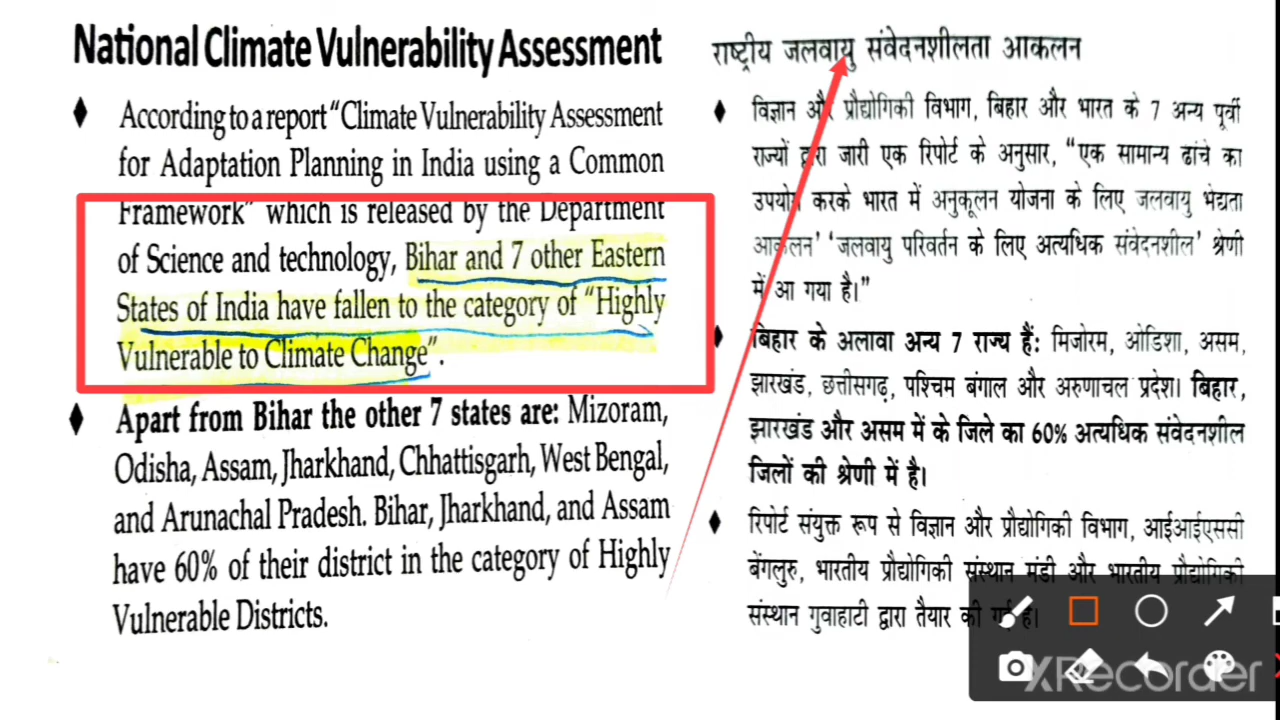 National Climate Vulnerability Assessment
♦ According to a report “Climate Vulnerability Assessment
for Adaptation Planning in India using a Common
Framework” which is released by the Department
of Science and technology, Bihar and 7 other Eastern
States of India have fallen to the category of “Highly
Vulnerable to Climate Change”.
♦ Apart from Bihar the other 7 states are: Mizoram,
Odisha, Assam, Jharkhand, Chhattisgarh, West Bengal,
and Arunachal Pradesh. Bihar, Jharkhand, and Assam
have 60% of their district in the category of Highly
Vulnerable Districts.
राष्ट्रीय जलवायु संवेदनशीलता आकलन
♦ विज्ञान और प्रौद्योगिकी विभाग, बिहार और भारत के 7 अन्य पूर्वी
राज्यों द्वारा जारी एक रिपोर्ट के अनुसार, “एक सामान्य ढांचे का
उपयोग करके भारत में अनुकूलन योजना के लिए जलवायु भेद्यता
आकलन’ ‘जलवायु परिवर्तन के लिए अत्यधिक संवेदनशील’ श्रेणी
में आ गया है।”
♦ बिहार के अलावा अन्य 7 राज्य हैं: मिजोरम, ओडिशा, असम,
झारखंड, छत्तीसगढ़, पश्चिम बंगाल और अरुणाचल प्रदेश। बिहार,
झारखंड और असम में के जिले का 60% अत्यधिक संवेदनशील
जिलों की श्रेणी में है।
♦ रिपोर्ट संयुक्त रूप से विज्ञान और प्रौद्योगिकी विभाग, आईआईएससी
बेंगलुरु, भारतीय प्रौद्योगिकी संस्थान मंडी और भारतीय प्रौद्योगिकी
संस्थान गुवाहाटी द्वारा तैयार की गई है।
XRecorder